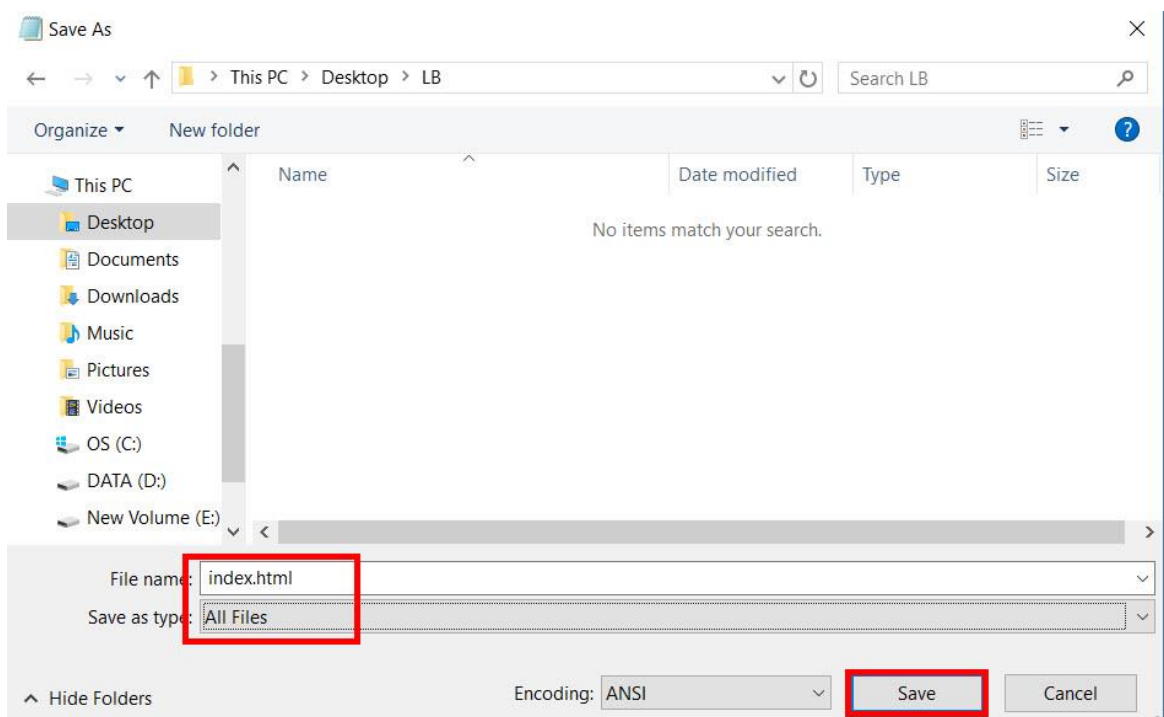 Save As
This PC > Desktop > LB
Search LB
Organize
New folder
Name
Date modified
Type
Size
No items match your search.
This PC
Desktop
Documents
Downloads
Music
Pictures
Videos
OS (C:)
DATA (D:)
New Volume (E:)
File name: index.html
Save as type: All Files
Hide Folders
Encoding: ANSI
Save
Cancel